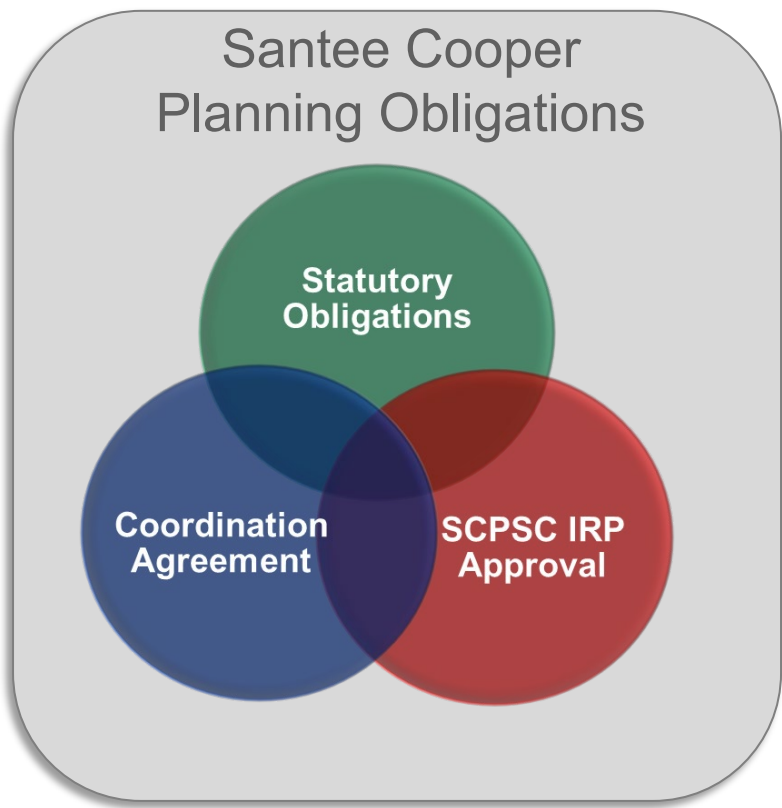 Santee Cooper
Planning Obligations
Statutory
Obligations
Coordination
Agreement
SCPSC IRP
Approval